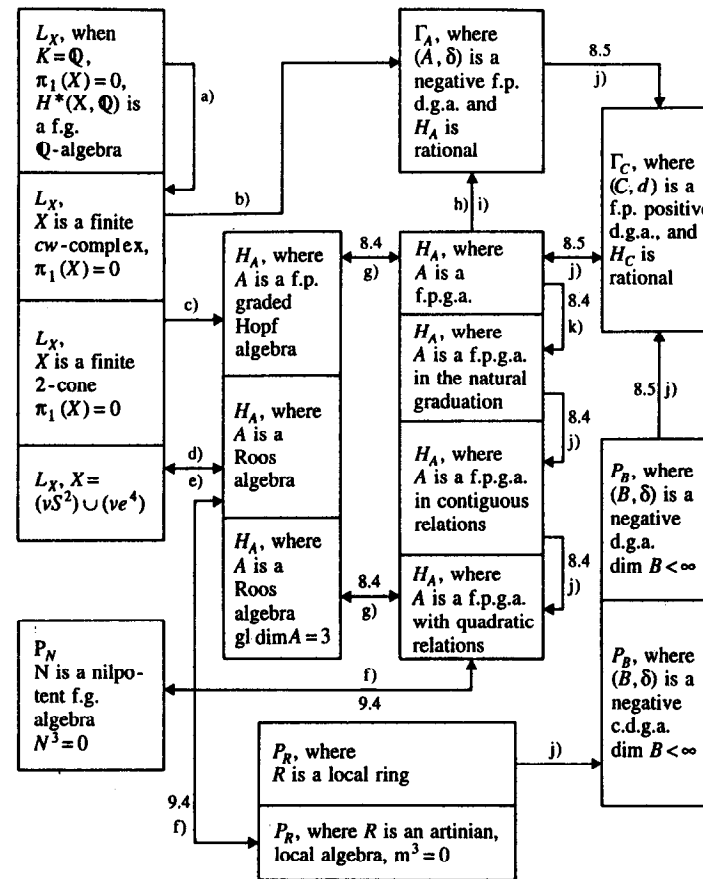 L_X, when
K = ℚ,
π₁(X) = 0,
H*(X, ℚ) is
a f.g.
ℚ-algebra
a)
L_X,
X is a finite
cw-complex,
π₁(X) = 0
b)
c)
L_X,
X is a finite
2-cone
π₁(X) = 0
L_X, X =
(vS²) ∪ (ve⁴)
d)
e)
P_N
N is a nilpo-
tent f.g.
algebra
N³ = 0
H_A, where
A is a f.p.
graded
Hopf
algebra
H_A, where
A is a
Roos
algebra
H_A, where
A is a
Roos
algebra
gl dim A = 3
8.4
g)
8.4
g)
Γ_A, where
(A, δ) is a
negative f.p.
d.g.a. and
H_A is
rational
h) i)
H_A, where
A is a
f.p.g.a.
8.4
k)
H_A, where
A is a f.p.g.a.
in the natural
graduation
8.4
j)
H_A, where
A is a f.p.g.a.
in contiguous
relations
8.4
j)
H_A, where
A is a f.p.g.a.
with quadratic
relations
f)
9.4
8.5
j)
8.5
j)
Γ_C, where
(C, d) is a
f.p. positive
d.g.a., and
H_C is
rational
8.5 j)
P_B, where
(B, δ) is a
negative
d.g.a.
dim B < ∞
P_B, where
(B, δ) is a
negative
c.d.g.a.
dim B < ∞
P_R, where
R is a local ring
j)
P_R, where R is an artinian,
local algebra, m³ = 0
9.4
f)